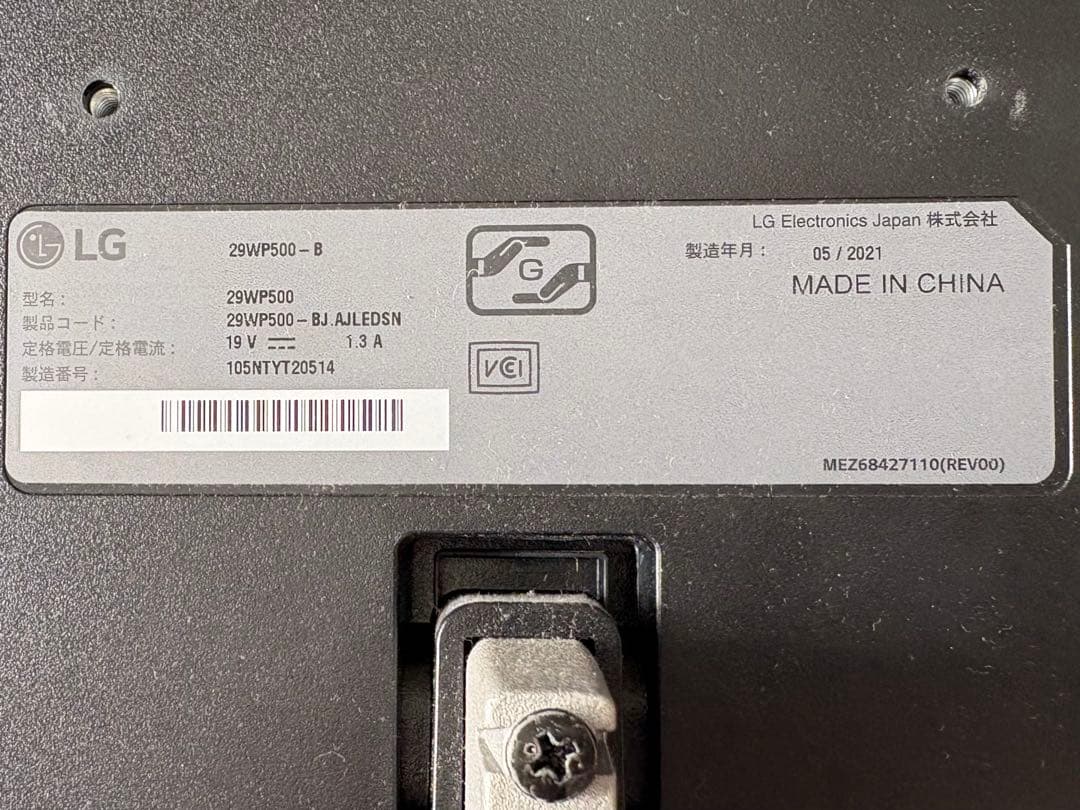 LG
29WP500-B
型名:
29WP500
製品コード:
29WP500-BJ.AJLEDSN
定格電圧/定格電流:
19 V ⎓ 1.3 A
製造番号:
105NTYT20514
G
VCI
LG Electronics Japan 株式会社
製造年月: 05 / 2021
MADE IN CHINA
MEZ68427110(REV00)